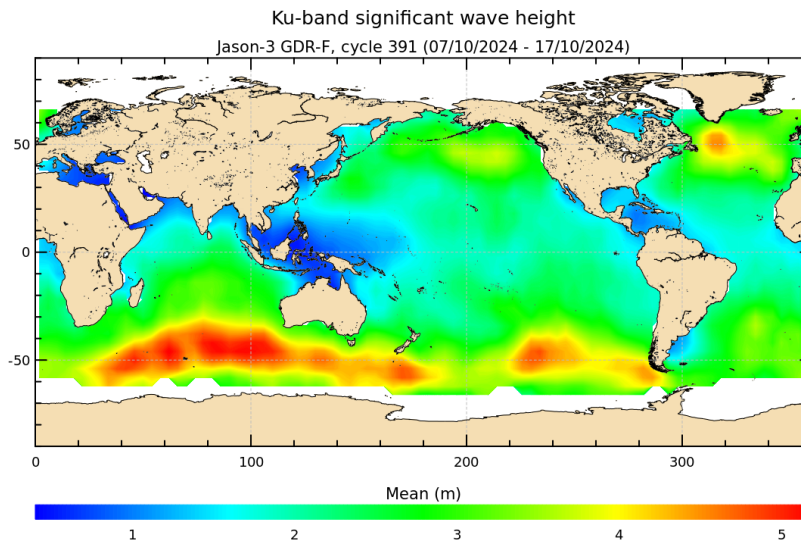 Ku-band significant wave height
Jason-3 GDR-F, cycle 391 (07/10/2024 - 17/10/2024)
50
0
-50
0 100 200 300
Mean (m)
1 2 3 4 5